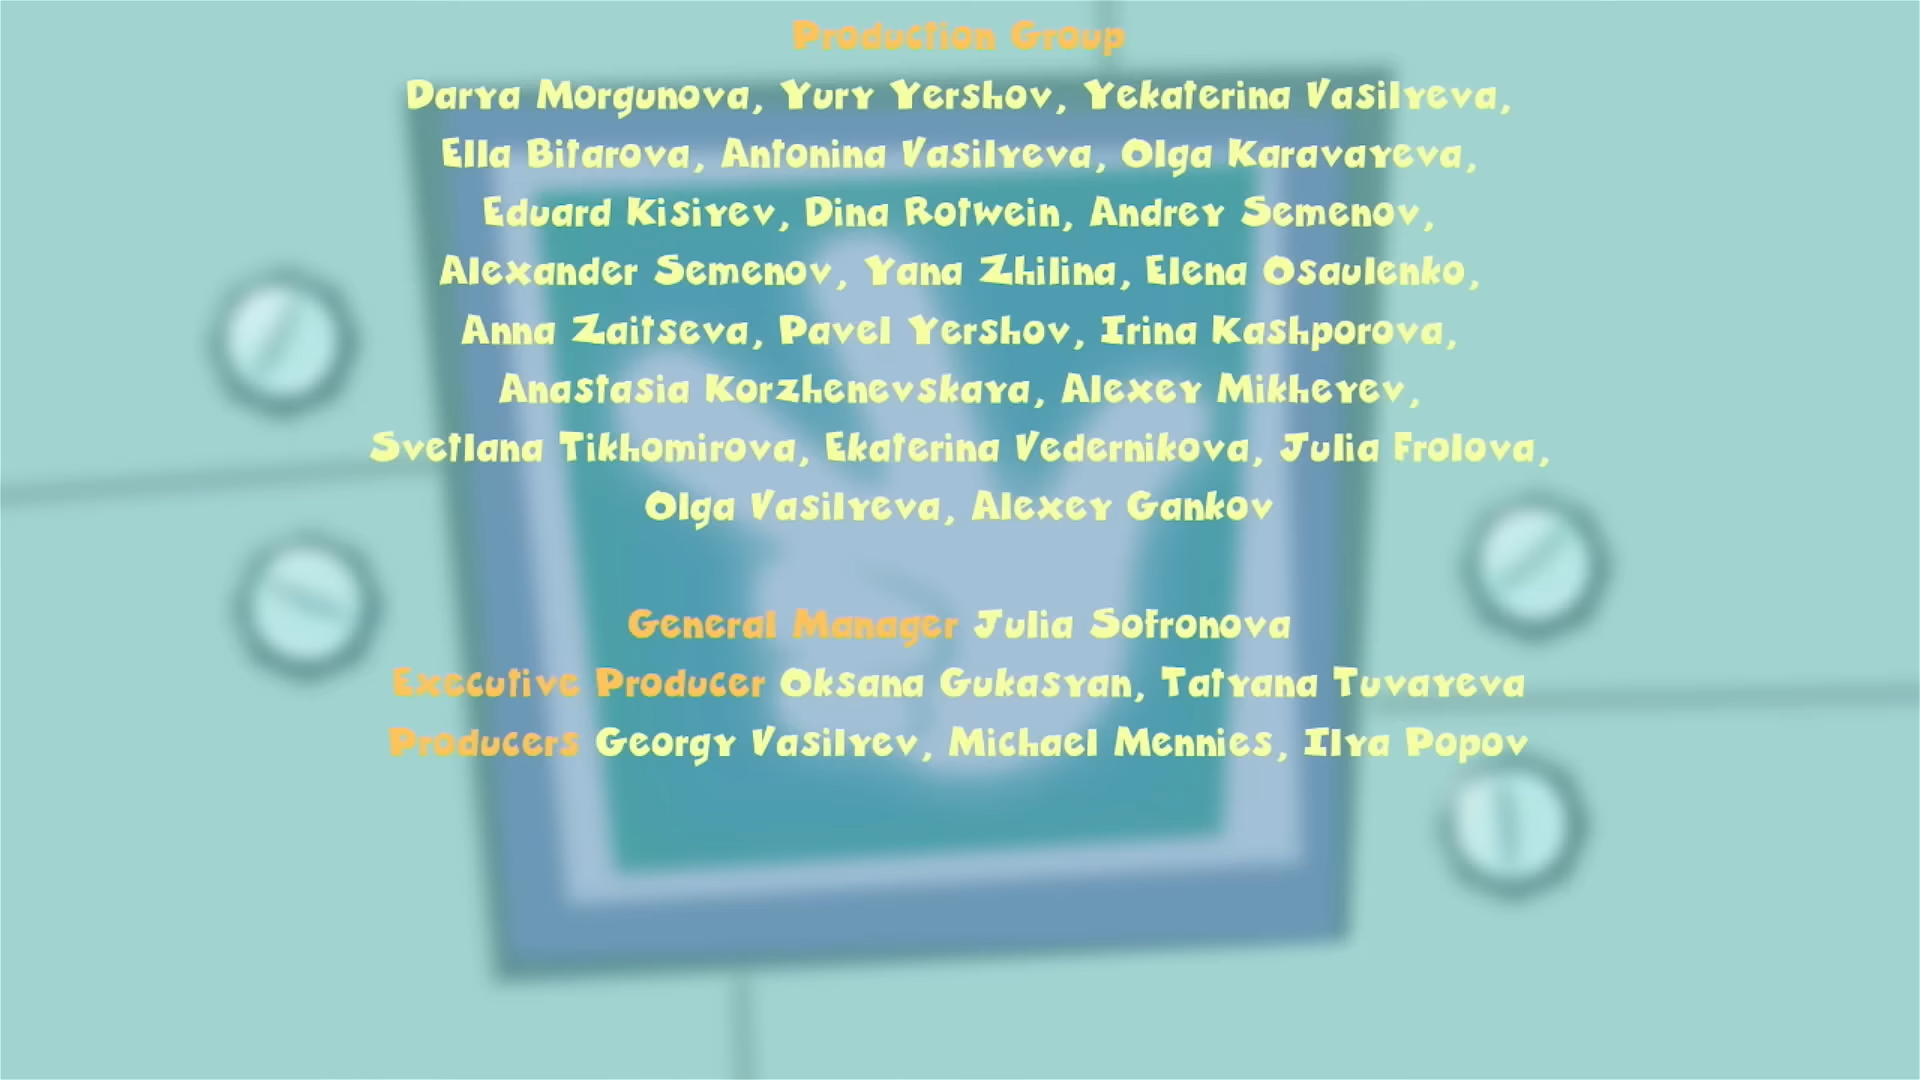 Production Group
Darya Morgunova, Yury Yershov, Yekaterina Vasilyeva,
Ella Bitarova, Antonina Vasilyeva, Olga Karavayeva,
Eduard Kisiyev, Dina Rotwein, Andrey Semenov,
Alexander Semenov, Yana Zhilina, Elena Osaulenko,
Anna Zaitseva, Pavel Yershov, Irina Kashporova,
Anastasia Korzhenevskaya, Alexey Mikheyev,
Svetlana Tikhomirova, Ekaterina Vedernikova, Julia Frolova,
Olga Vasilyeva, Alexey Gankov
General Manager Julia Sofronova
Executive Producer Oksana Gukasyan, Tatyana Tuvayeva
Producers Georgy Vasilyev, Michael Mennies, Ilya Popov